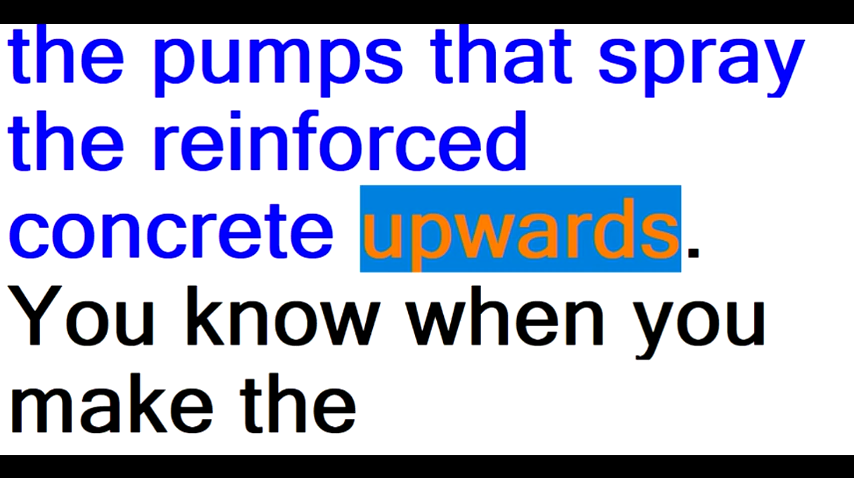 the pumps that spray
the reinforced
concrete upwards.
You know when you
make the